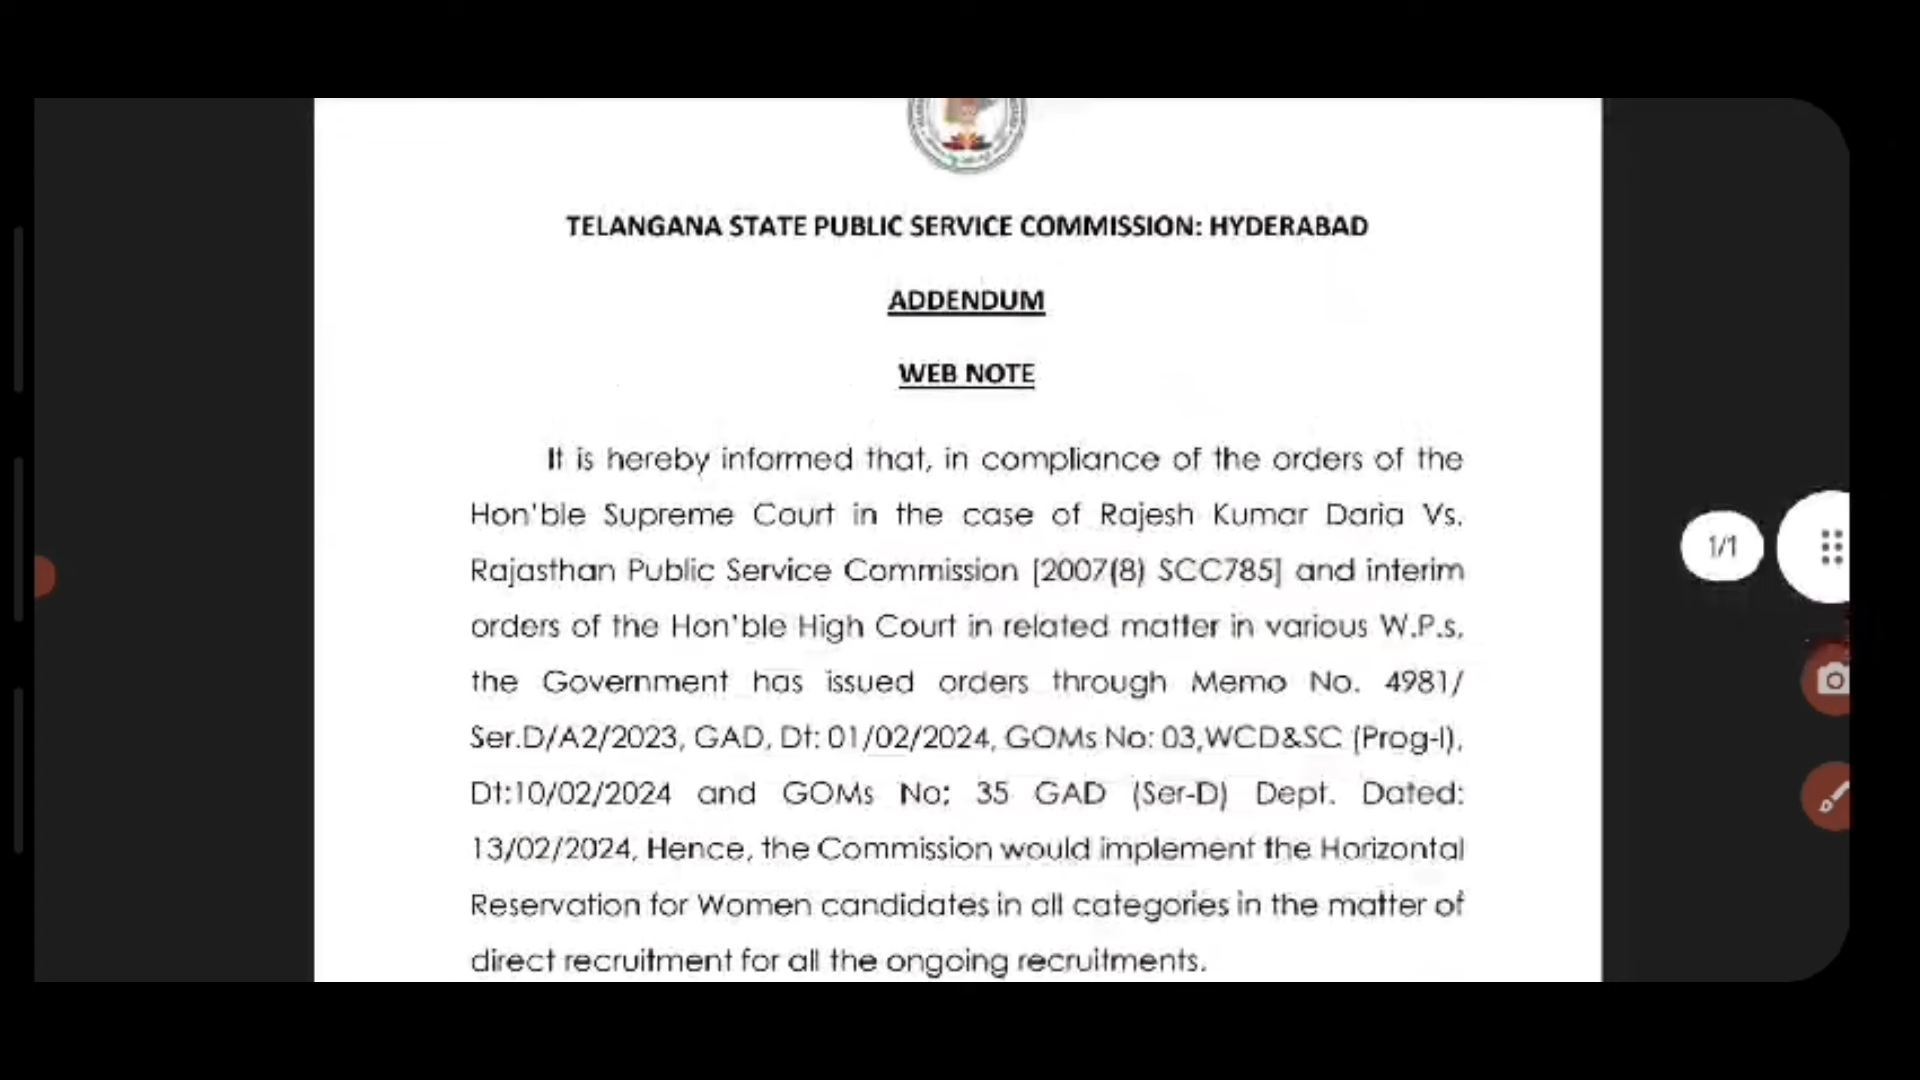 TELANGANA STATE PUBLIC SERVICE COMMISSION: HYDERABAD
ADDENDUM
WEB NOTE
It is hereby informed that, in compliance of the orders of the
Hon'ble Supreme Court in the case of Rajesh Kumar Daria Vs.
Rajasthan Public Service Commission [2007(8) SCC785] and interim
orders of the Hon'ble High Court in related matter in various W.P.s,
the Government has issued orders through Memo No. 4981/
Ser.D/A2/2023, GAD, Dt: 01/02/2024, GOMs No: 03,WCD&SC (Prog-I),
Dt:10/02/2024 and GOMs No: 35 GAD (Ser-D) Dept. Dated:
13/02/2024, Hence, the Commission would implement the Horizontal
Reservation for Women candidates in all categories in the matter of
direct recruitment for all the ongoing recruitments.
1/1